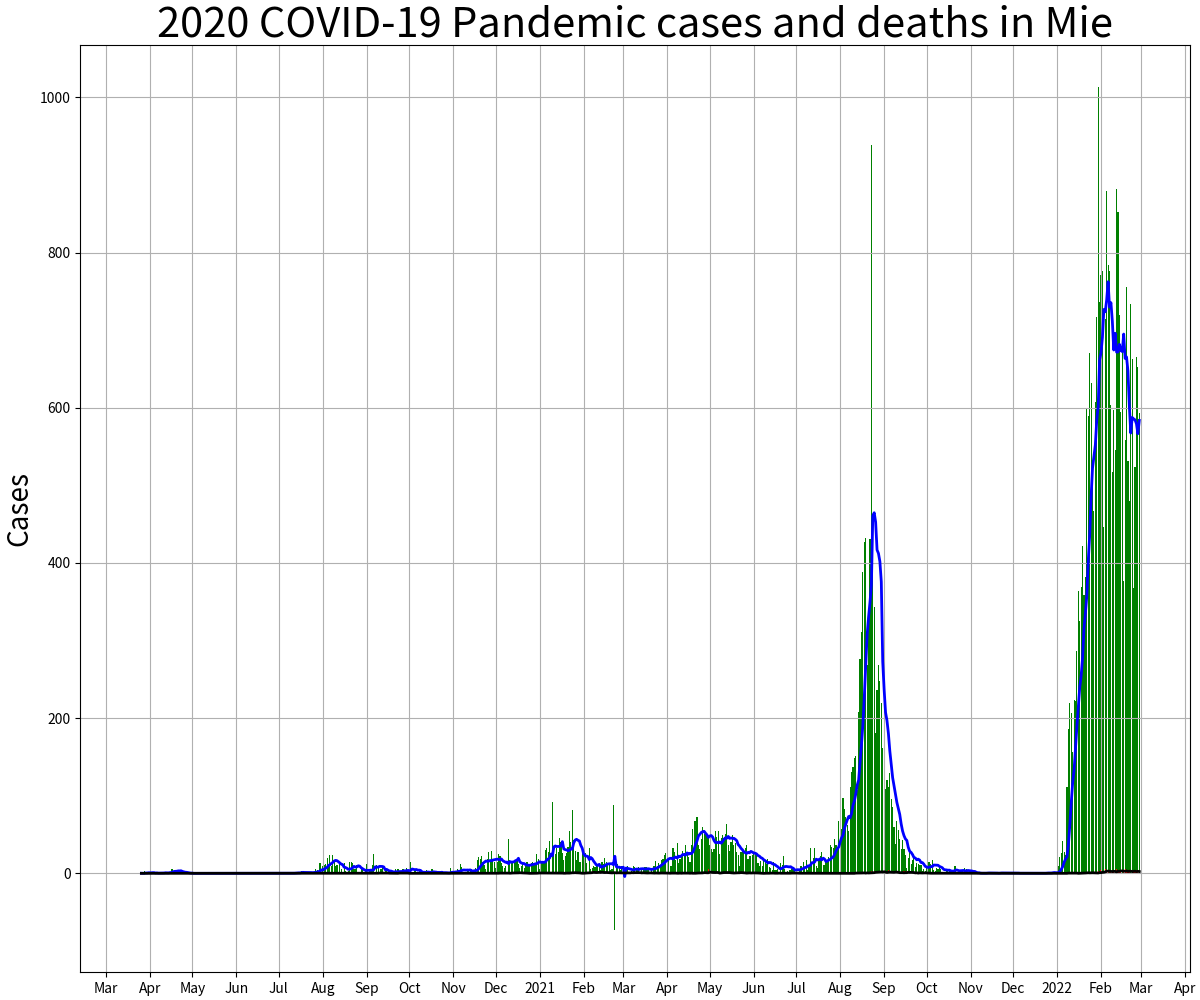 2020 COVID-19 Pandemic cases and deaths in Mie
1000
800
600
400
200
0
Cases
Mar Apr May Jun Jul Aug Sep Oct Nov Dec 2021 Feb Mar Apr May Jun Jul Aug Sep Oct Nov Dec 2022 Feb Mar Apr